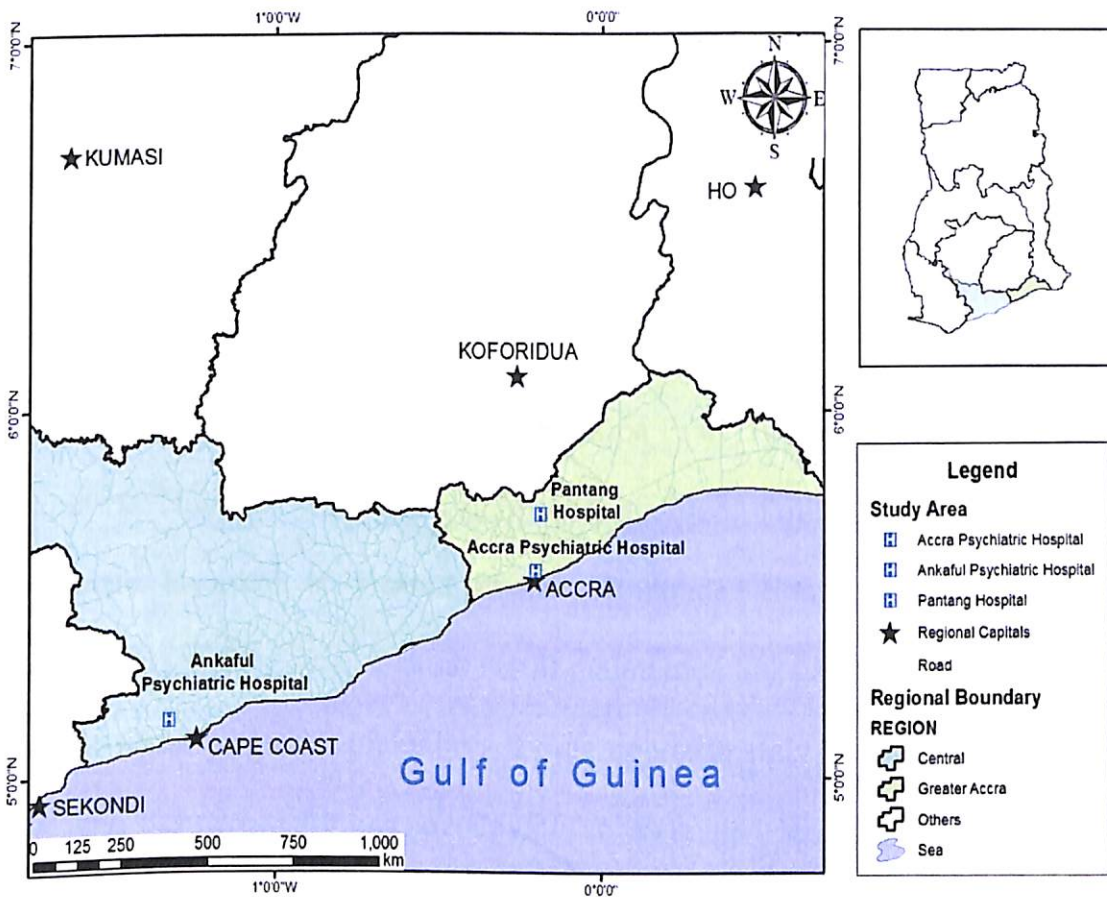 1°0'0"W 0°0'0"
7°0'0"N 7°0'0"N
N
W E
S
KUMASI
HO
KOFORIDUA
6°0'0"N 6°0'0"N
Pantang
Hospital
H
Accra Psychiatric Hospital
H
ACCRA
Ankaful
Psychiatric Hospital
H
CAPE COAST
Gulf of Guinea
5°0'0"N 5°0'0"N
SEKONDI
0 125 250 500 750 1,000
km
1°0'0"W 0°0'0"
Legend
Study Area
H Accra Psychiatric Hospital
H Ankaful Psychiatric Hospital
H Pantang Hospital
Regional Capitals
Road
Regional Boundary
REGION
Central
Greater Accra
Others
Sea